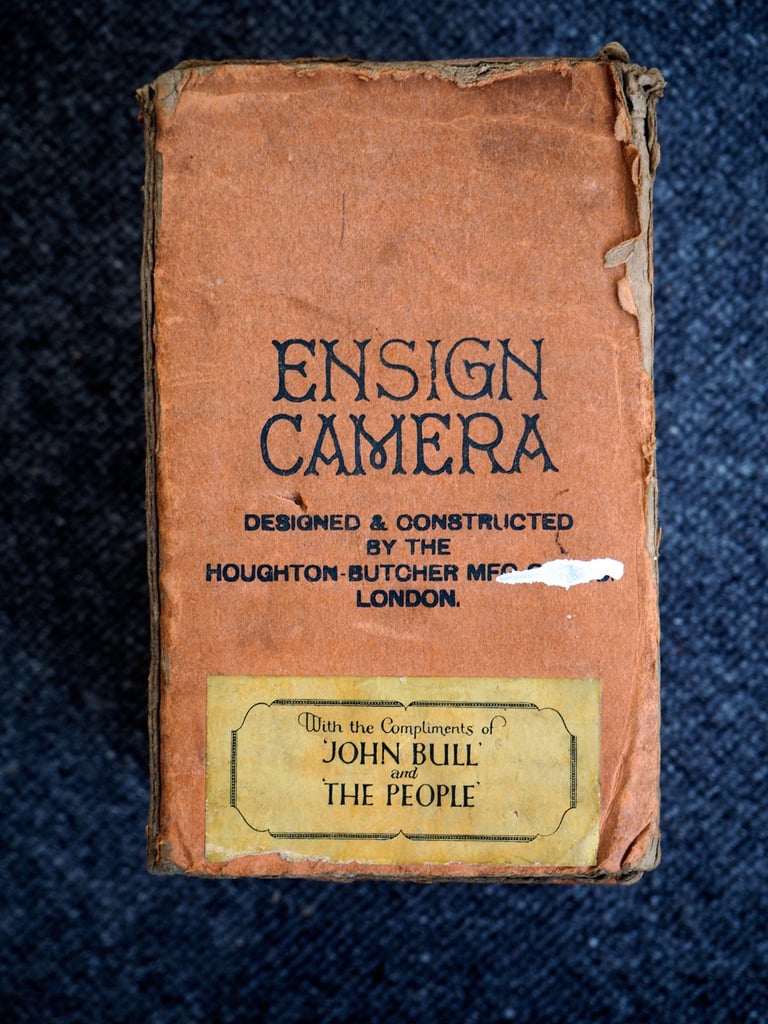 ENSIGN
CAMERA
DESIGNED & CONSTRUCTED
BY THE
HOUGHTON-BUTCHER
LONDON.
With the Compliments of
'JOHN BULL'
and
'THE PEOPLE'